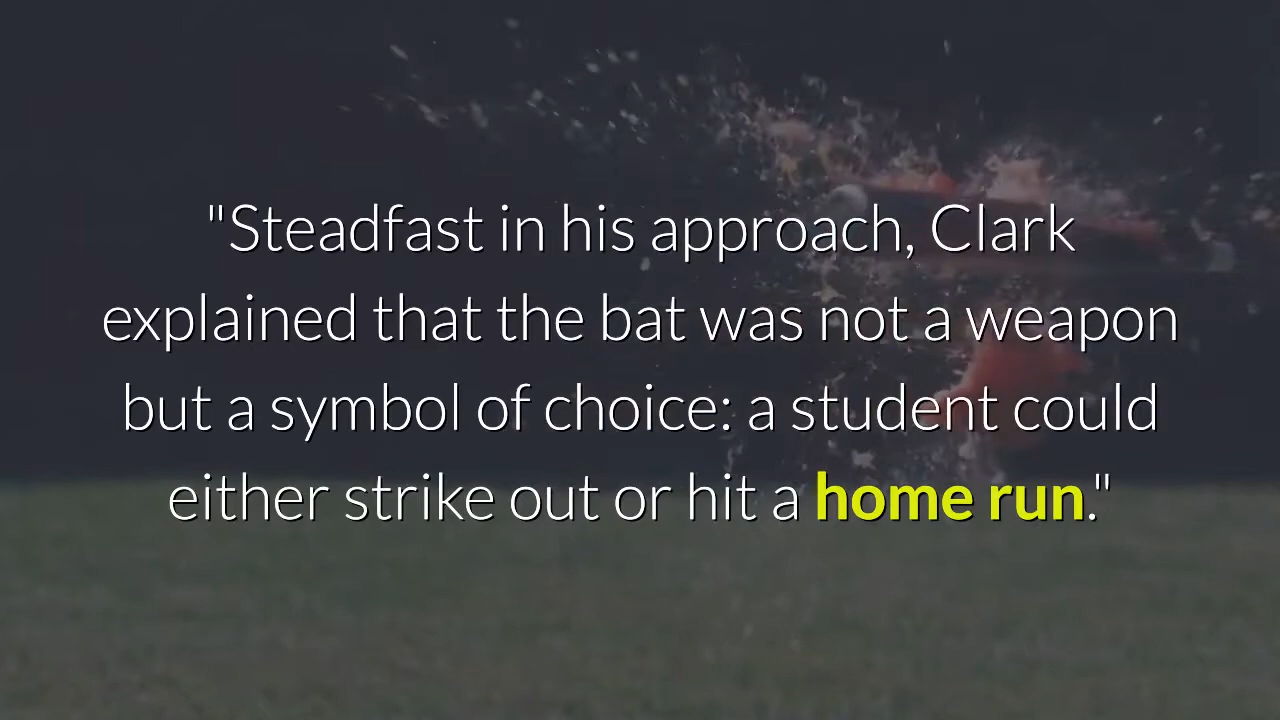 "Steadfast in his approach, Clark
explained that the bat was not a weapon
but a symbol of choice: a student could
either strike out or hit a home run."